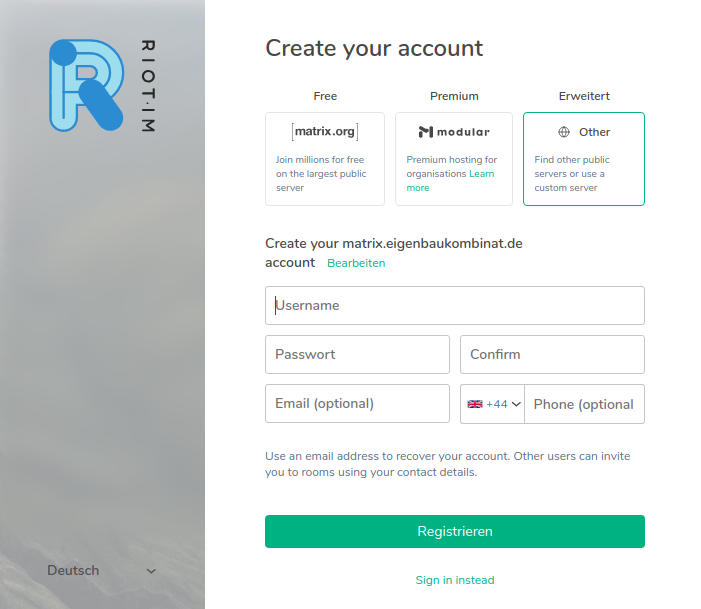 RIOT.IM
Create your account
Free
Premium
Erweitert
[matrix.org]
modular
Other
Join millions for free
on the largest public
server
Premium hosting for
organisations Learn
more
Find other public
servers or use a
custom server
Create your matrix.eigenbaukombinat.de
account Bearbeiten
Username
Passwort
Confirm
Email (optional)
+44
Phone (optional
Use an email address to recover your account. Other users can invite
you to rooms using your contact details.
Registrieren
Sign in instead
Deutsch